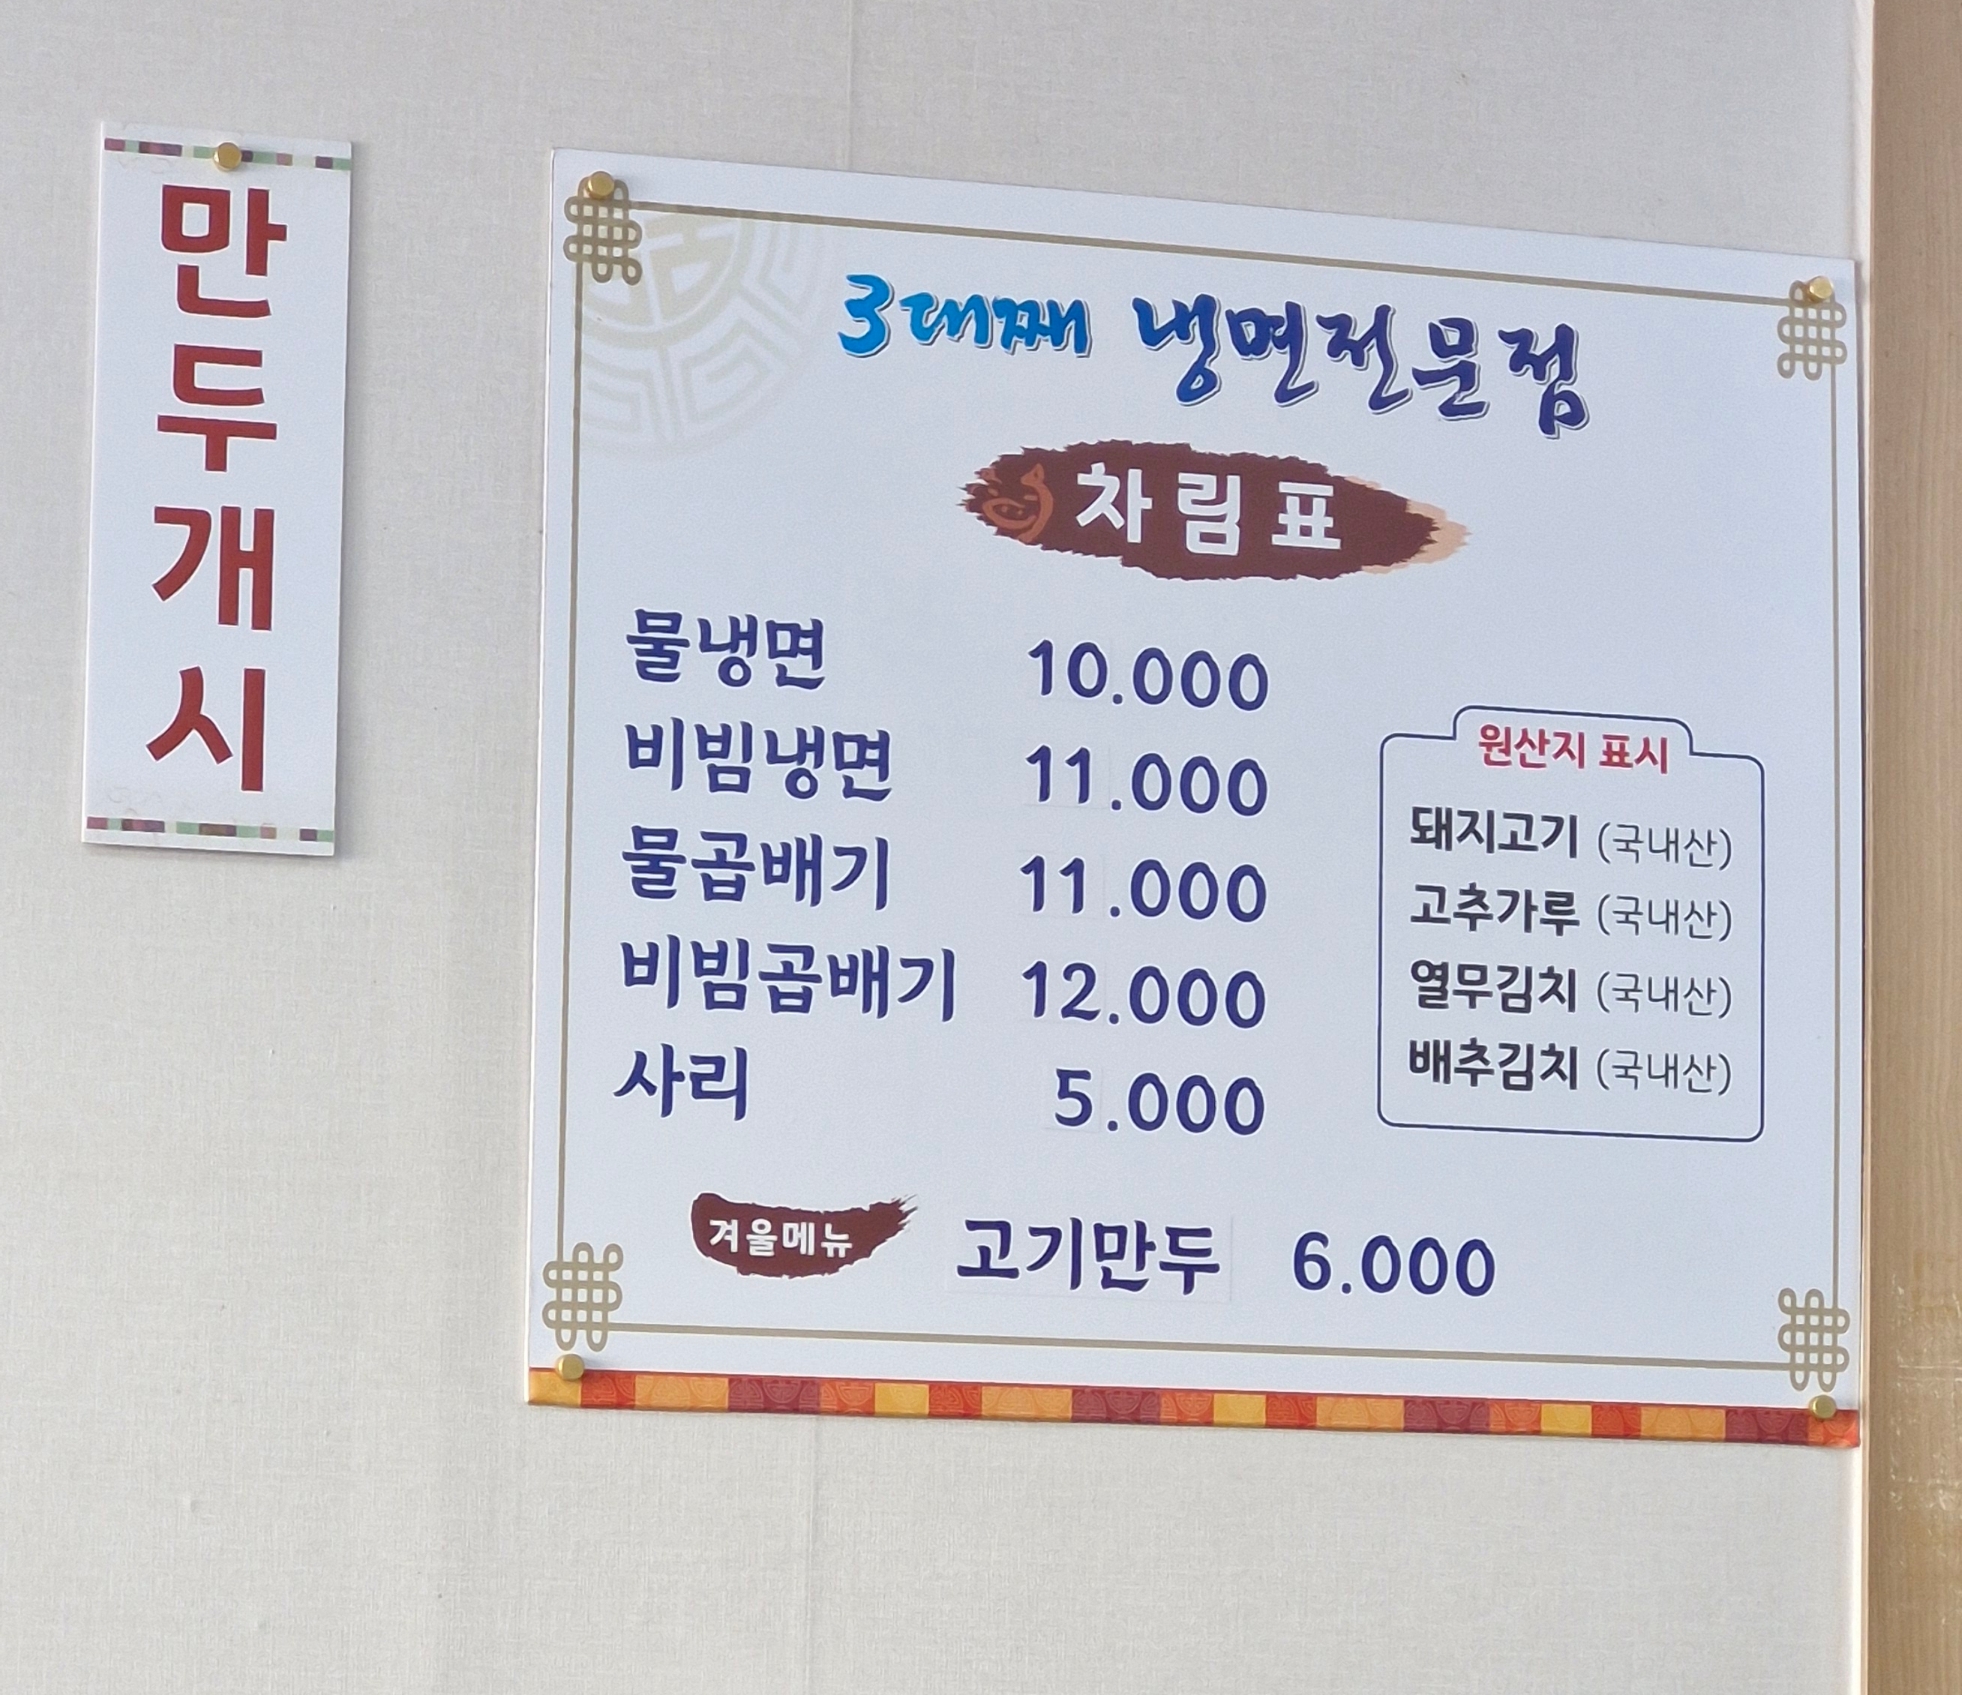 만두개시
3대째 냉면전문점
차림표
물냉면 10.000
비빔냉면 11.000
물곱배기 11.000
비빔곱배기 12.000
사리 5.000
겨울메뉴 고기만두 6.000
원산지 표시
돼지고기 (국내산)
고추가루 (국내산)
열무김치 (국내산)
배추김치 (국내산)